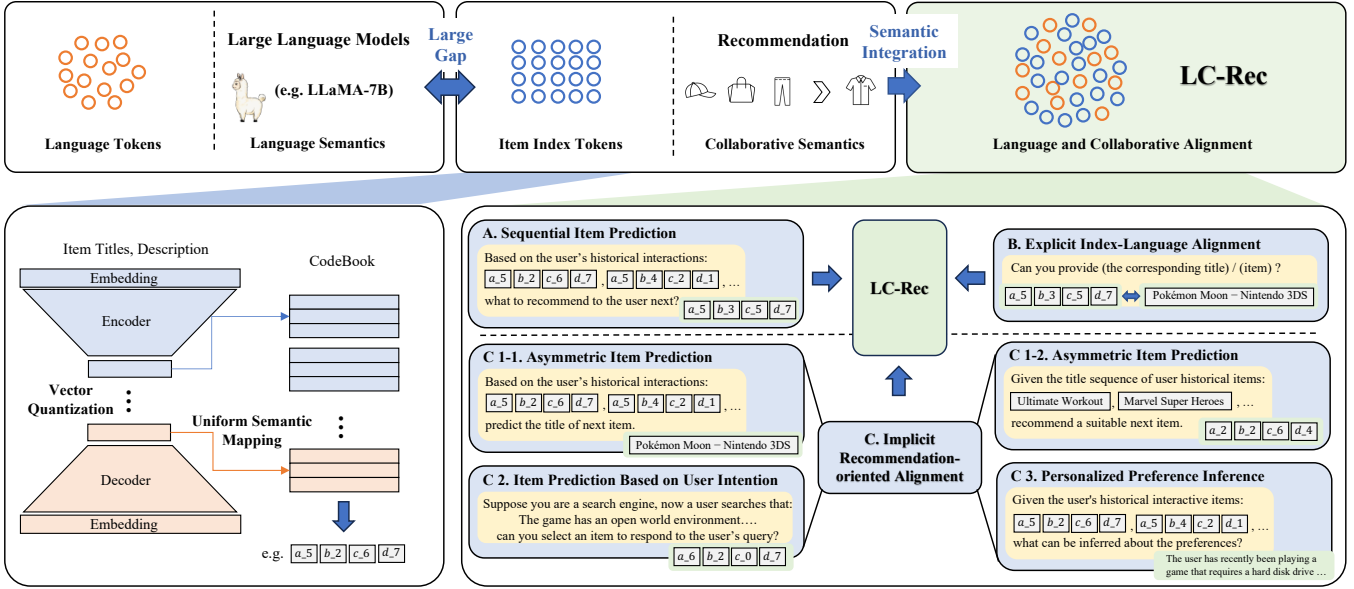 Large Language Models
(e.g. LLaMA-7B)
Language Tokens
Language Semantics
Large
Gap
Recommendation
Item Index Tokens
Collaborative Semantics
Semantic
Integration
LC-Rec
Language and Collaborative Alignment
Item Titles, Description
CodeBook
Embedding
Encoder
Vector
Quantization
Uniform Semantic
Mapping
Decoder
Embedding
e.g. a_5 b_2 c_6 d_7
A. Sequential Item Prediction
Based on the user's historical interactions:
a_5 b_2 c_6 d_7 , a_5 b_4 c_2 d_1 , ...
what to recommend to the user next?
a_5 b_3 c_5 d_7
LC-Rec
B. Explicit Index-Language Alignment
Can you provide (the corresponding title) / (item) ?
a_5 b_3 c_5 d_7 Pokémon Moon − Nintendo 3DS
C 1-1. Asymmetric Item Prediction
Based on the user's historical interactions:
a_5 b_2 c_6 d_7 , a_5 b_4 c_2 d_1 , ...
predict the title of next item.
Pokémon Moon − Nintendo 3DS
C 1-2. Asymmetric Item Prediction
Given the title sequence of user historical items:
Ultimate Workout , Marvel Super Heroes , ...
recommend a suitable next item.
a_2 b_2 c_6 d_4
C. Implicit
Recommendation-
oriented Alignment
C 2. Item Prediction Based on User Intention
Suppose you are a search engine, now a user searches that:
The game has an open world environment….
can you select an item to respond to the user's query?
a_6 b_2 c_0 d_7
C 3. Personalized Preference Inference
Given the user's historical interactive items:
a_5 b_2 c_6 d_7 , a_5 b_4 c_2 d_1 , ...
what can be inferred about the preferences?
The user has recently been playing a
game that requires a hard disk drive ...